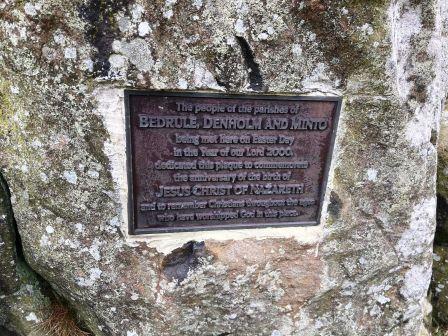 The people of the parishes of
BEDRULE, DENHOLM AND MINTO
being met here on Easter Day
in the Year of our Lord 2000,
dedicated this plaque to commemorate
the anniversary of the birth of
JESUS CHRIST OF NAZARETH
and to remember Christians throughout the ages
who have worshipped God in this place.